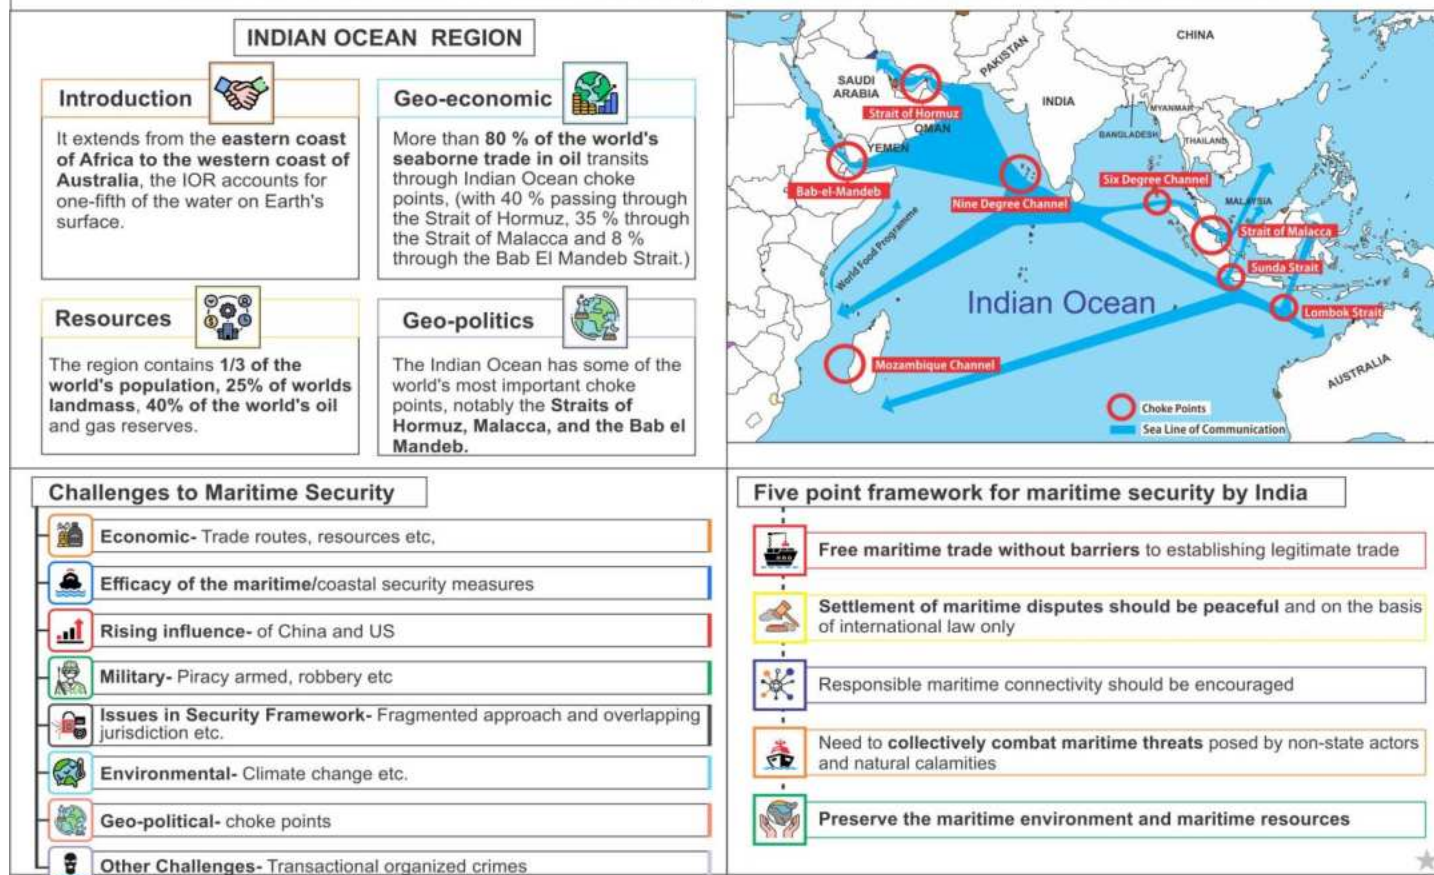 INDIAN OCEAN REGION
Introduction
It extends from the eastern coast
of Africa to the western coast of
Australia, the IOR accounts for
one-fifth of the water on Earth's
surface.
Geo-economic
More than 80 % of the world's
seaborne trade in oil transits
through Indian Ocean choke
points, (with 40 % passing through
the Strait of Hormuz, 35 % through
the Strait of Malacca and 8 %
through the Bab El Mandeb Strait.)
Resources
The region contains 1/3 of the
world's population, 25% of worlds
landmass, 40% of the world's oil
and gas reserves.
Geo-politics
The Indian Ocean has some of the
world's most important choke
points, notably the Straits of
Hormuz, Malacca, and the Bab el
Mandeb.
CHINA
PAKISTAN
SAUDI
ARABIA
INDIA
Strait of Hormuz
OMAN
MYANMAR
BANGLADESH
THAILAND
YEMEN
Bab-el-Mandeb
Nine Degree Channel
Six Degree Channel
MALAYSIA
Strait of Malacca
World Food Programme
Sunda Strait
Indian Ocean
Lombok Strait
Mozambique Channel
AUSTRALIA
Choke Points
Sea Line of Communication
Challenges to Maritime Security
Economic- Trade routes, resources etc,
Efficacy of the maritime/coastal security measures
Rising influence- of China and US
Military- Piracy armed, robbery etc
Issues in Security Framework- Fragmented approach and overlapping
jurisdiction etc.
Environmental- Climate change etc.
Geo-political- choke points
Other Challenges- Transactional organized crimes
Five point framework for maritime security by India
Free maritime trade without barriers to establishing legitimate trade
Settlement of maritime disputes should be peaceful and on the basis
of international law only
Responsible maritime connectivity should be encouraged
Need to collectively combat maritime threats posed by non-state actors
and natural calamities
Preserve the maritime environment and maritime resources